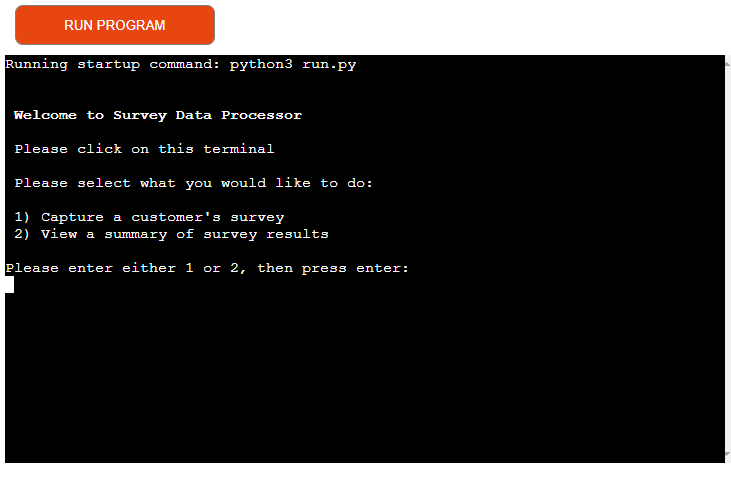 RUN PROGRAM
Running startup command: python3 run.py
Welcome to Survey Data Processor
Please click on this terminal
Please select what you would like to do:
1) Capture a customer's survey
2) View a summary of survey results
Please enter either 1 or 2, then press enter: